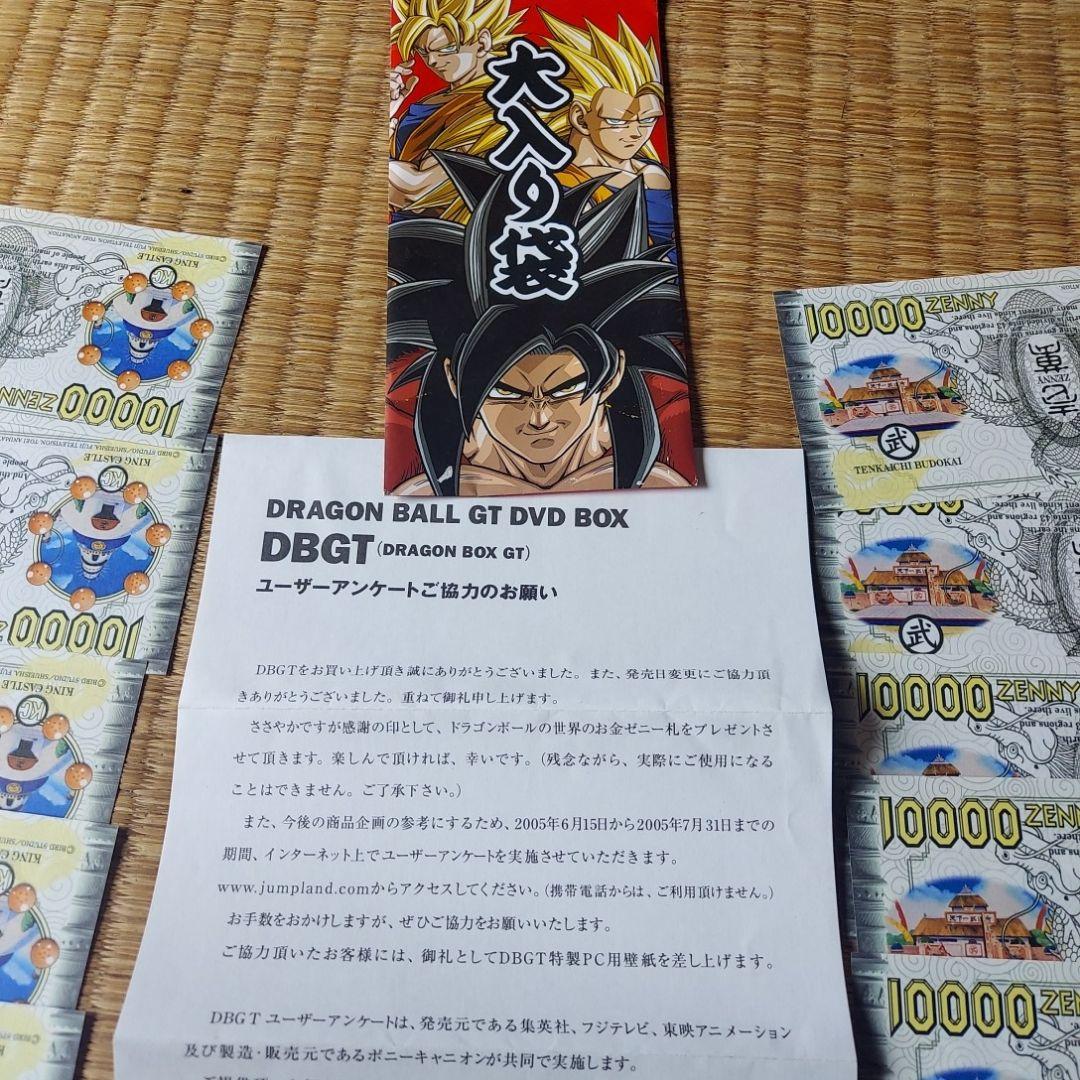 大入り袋
DRAGON BALL GT DVD BOX
DBGT(DRAGON BOX GT)
ユーザーアンケートご協力のお願い
DBGTをお買い上げ頂き誠にありがとうございました。また、発売日変更にご協力頂
きありがとうございました。重ねて御礼申し上げます。
ささやかですが感謝の印として、ドラゴンボールの世界のお金ゼニー札をプレゼントさ
せて頂きます。楽しんで頂ければ、幸いです。(残念ながら、実際にご使用になる
ことはできません。ご了承下さい。)
また、今後の商品企画の参考にするため、2005年6月15日から2005年7月31日までの
期間、インターネット上でユーザーアンケートを実施させていただきます。
www.jumpland.comからアクセスしてください。(携帯電話からは、ご利用頂けません。)
お手数をおかけしますが、ぜひご協力をお願いいたします。
ご協力頂いたお客様には、御礼としてDBGT特製PC用壁紙を差し上げます。
DBGT ユーザーアンケートは、発売元である集英社、フジテレビ、東映アニメーション
及び製造・販売元であるポニーキャニオンが共同で実施します。
©BIRD STUDIO/SHUEISHA FUJI TELEVISION TOEI ANIMATION
KING CASTLE
KC
10000 ZENNY
KING CASTLE
KC
10000
KING CASTLE
KC
KING CASTLE
10000 ZENNY
武
TENKAICHI BUDOKAI
ZENNY
武
10000 ZENNY
10000
10000